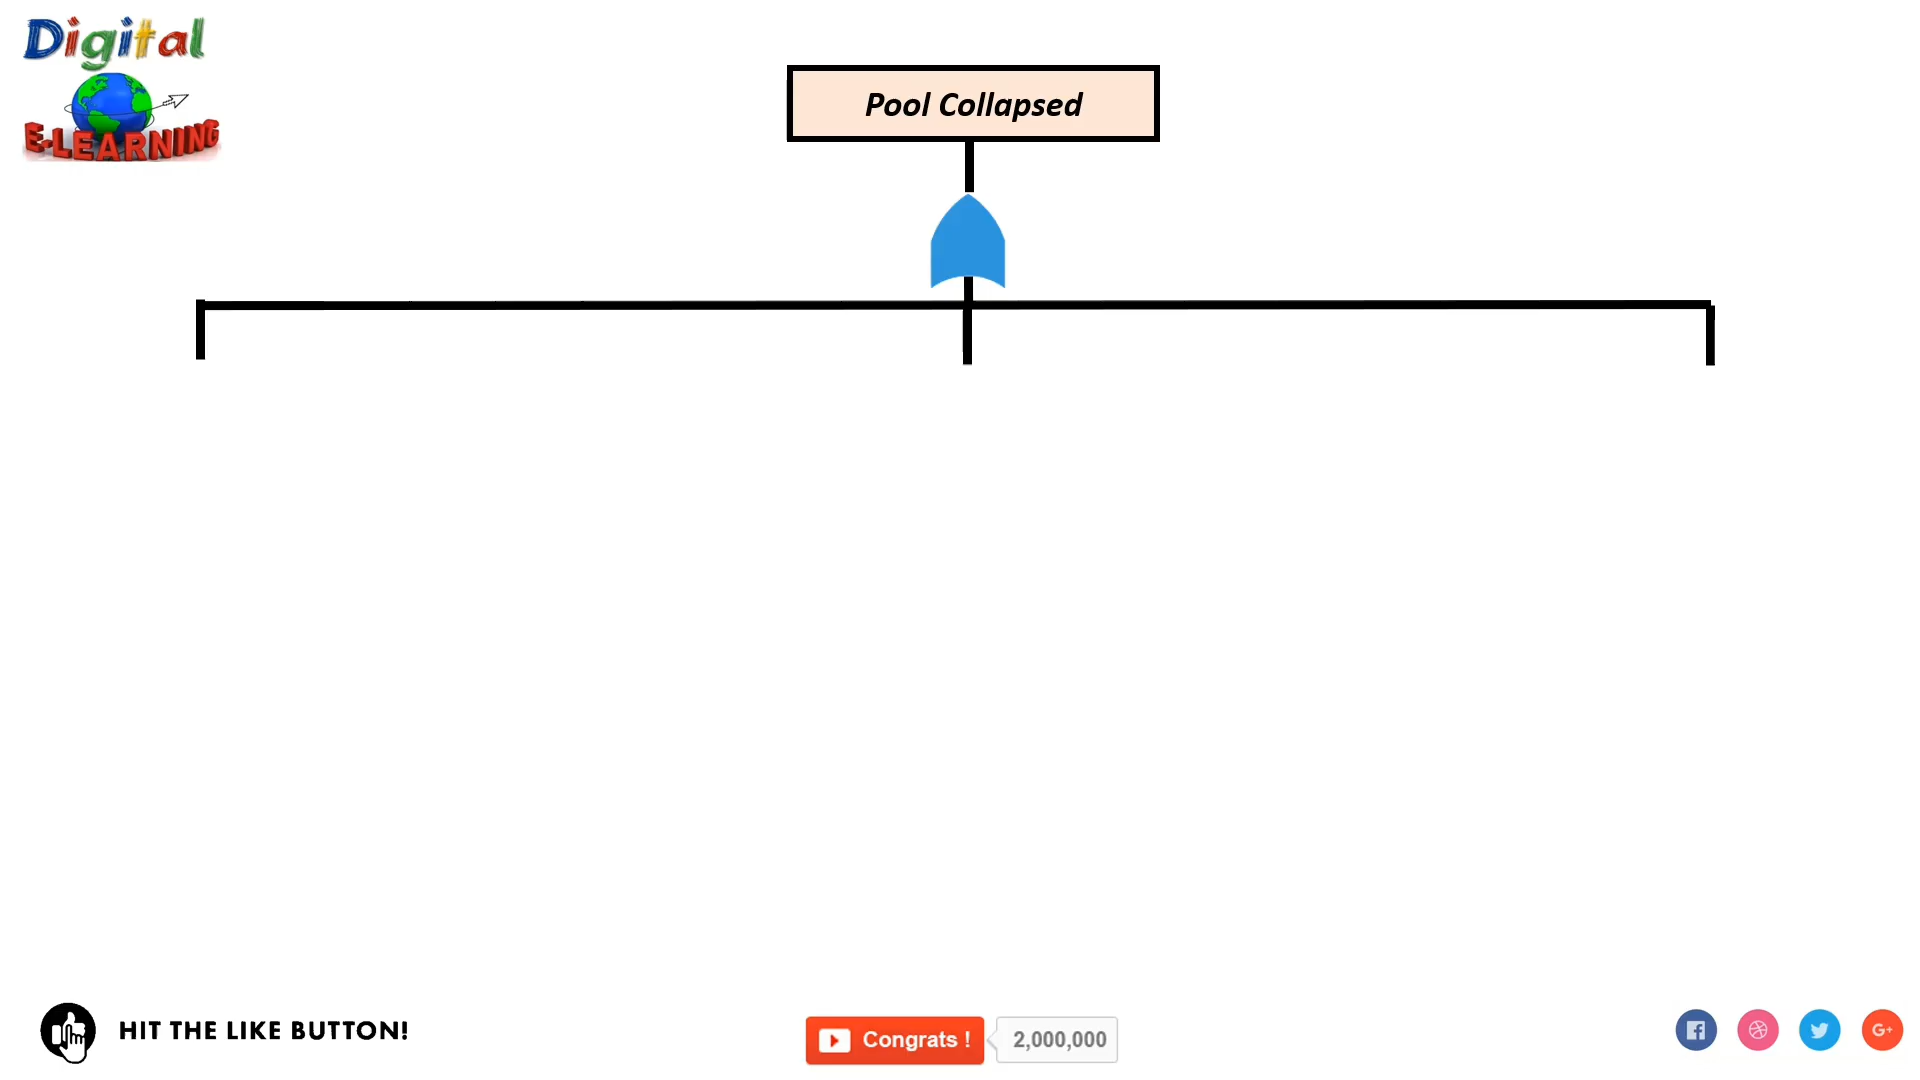 Digital
E-LEARNING
Pool Collapsed
HIT THE LIKE BUTTON!
Congrats !
2,000,000
G+